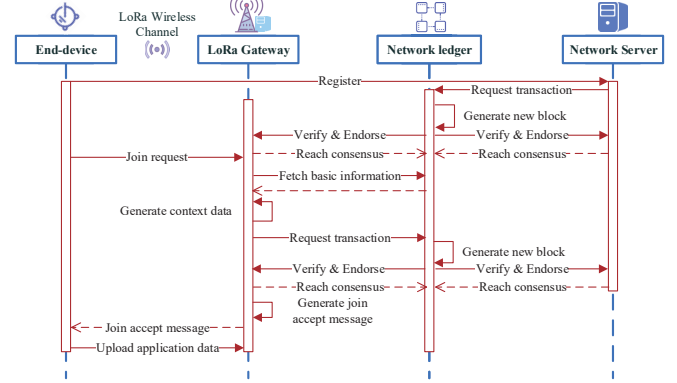 LoRa Wireless
Channel
End-device
LoRa Gateway
Network ledger
Network Server
Register
Request transaction
Generate new block
Verify & Endorse
Verify & Endorse
Reach consensus
Reach consensus
Join request
Fetch basic information
Generate context data
Request transaction
Generate new block
Verify & Endorse
Verify & Endorse
Reach consensus
Reach consensus
Generate join
accept message
Join accept message
Upload application data